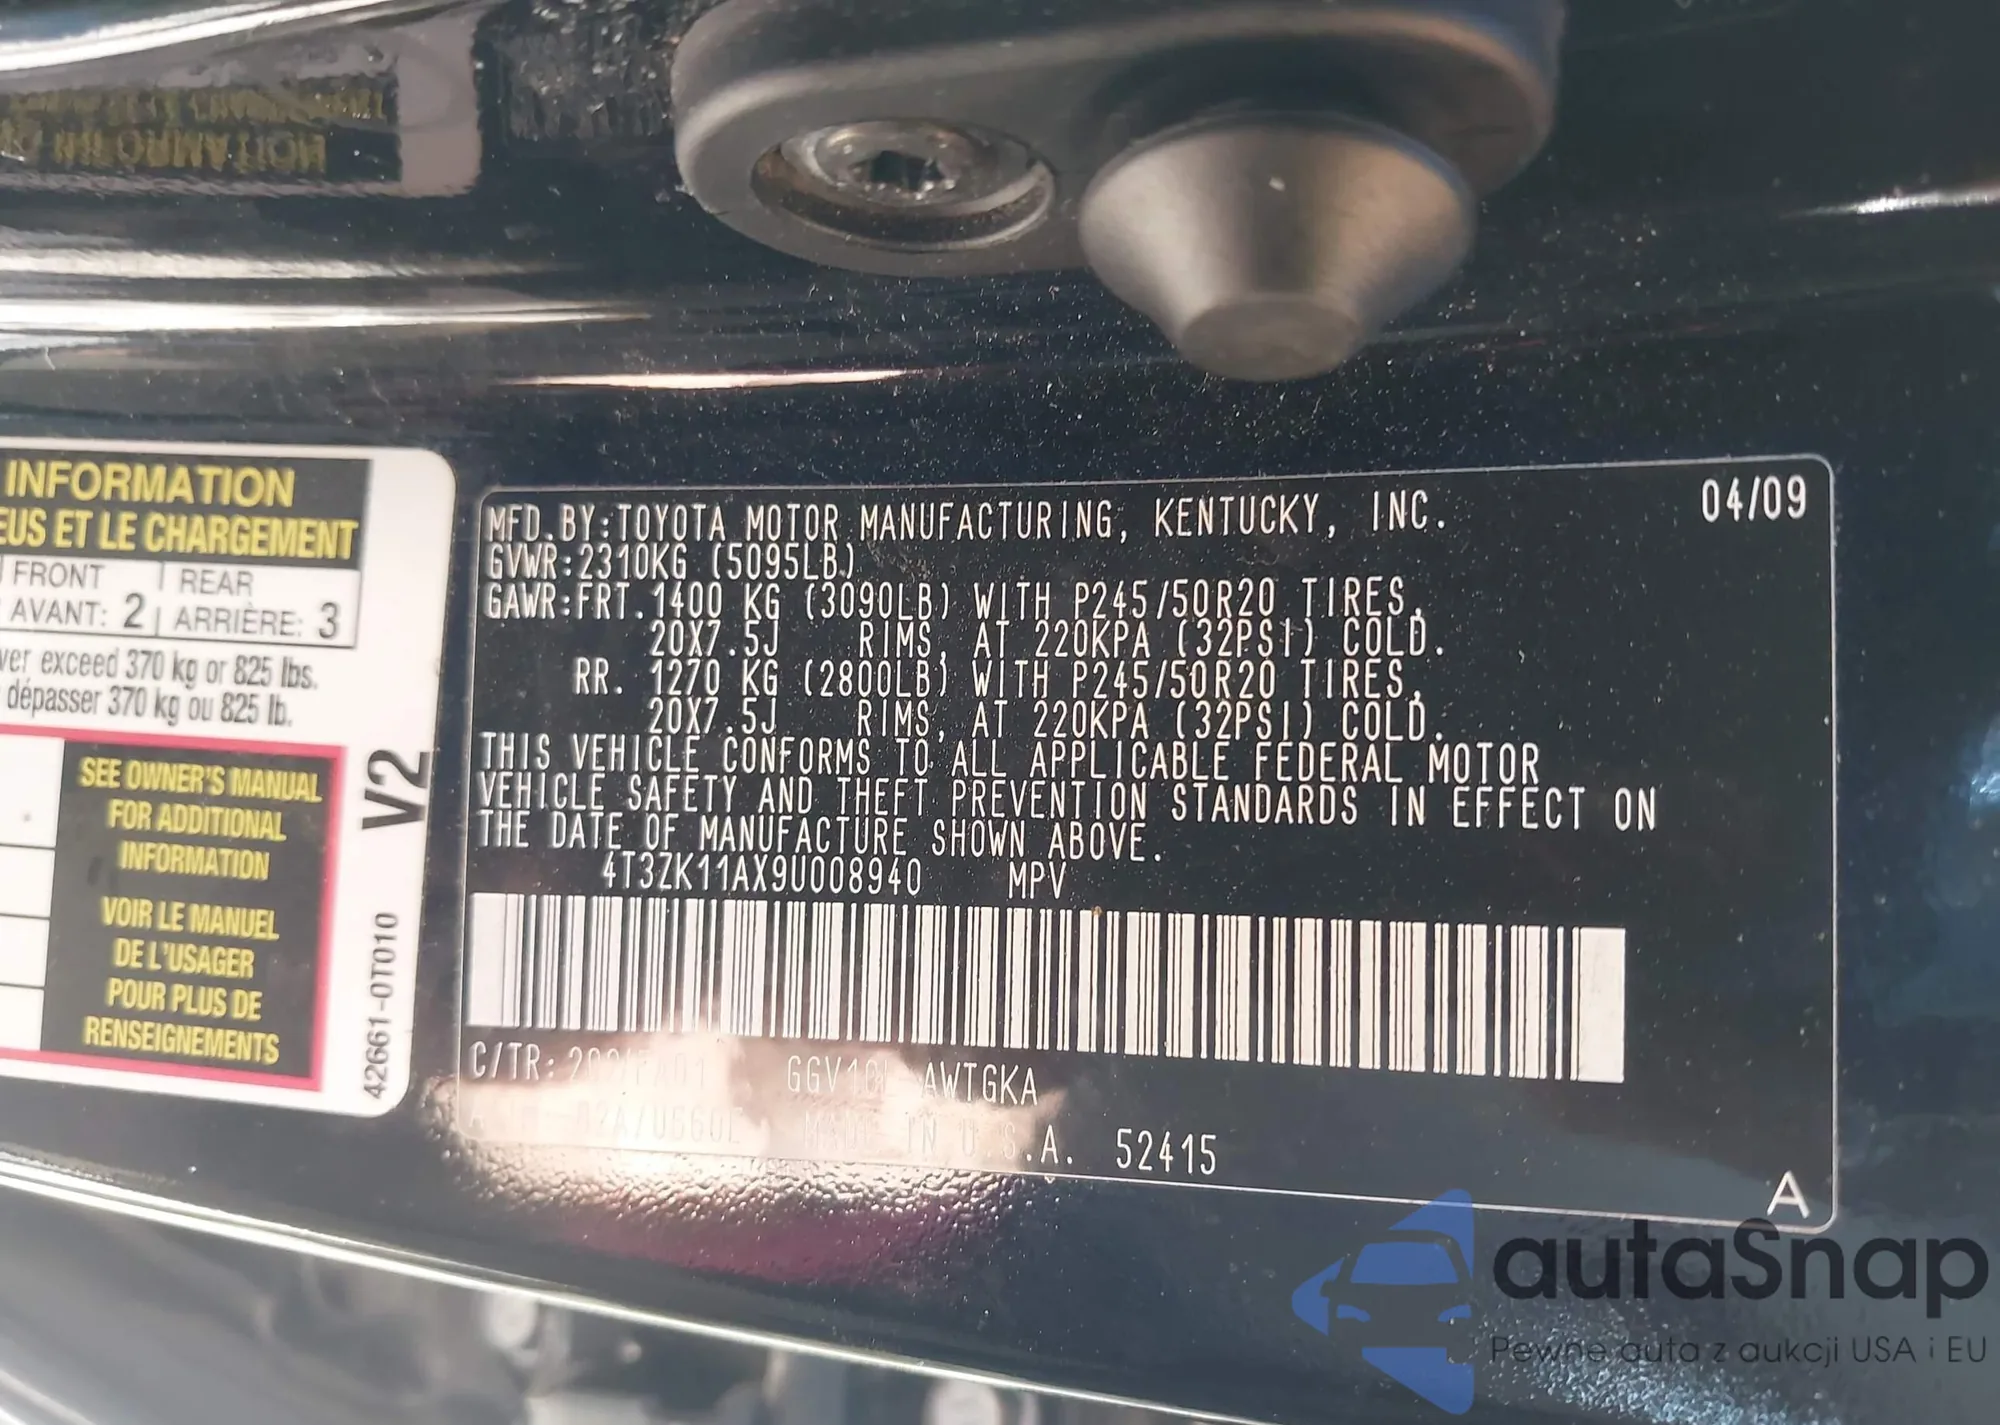 INFORMATION
INFORMATION
EUS ET LE CHARGEMENT
FRONT REAR
AVANT: 2 ARRIÈRE: 3
ver exceed 370 kg or 825 lbs.
dépasser 370 kg ou 825 lb.
SEE OWNER'S MANUAL
FOR ADDITIONAL
INFORMATION
VOIR LE MANUEL
DE L'USAGER
POUR PLUS DE
RENSEIGNEMENTS
V2
42661-0T010
04/09
MFD.BY:TOYOTA MOTOR MANUFACTURING, KENTUCKY, INC.
GVWR:2310KG (5095LB)
GAWR:FRT.1400 KG (3090LB) WITH P245/50R20 TIRES,
20X7.5J RIMS, AT 220KPA (32PSI) COLD.
RR. 1270 KG (2800LB) WITH P245/50R20 TIRES,
20X7.5J RIMS, AT 220KPA (32PSI) COLD.
THIS VEHICLE CONFORMS TO ALL APPLICABLE FEDERAL MOTOR
VEHICLE SAFETY AND THEFT PREVENTION STANDARDS IN EFFECT ON
THE DATE OF MANUFACTURE SHOWN ABOVE.
4T3ZK11AX9U008940 MPV
C/TR: AWTGKA
MADE IN U.S.A. 52415
A
autaSnap
Pewne auta z aukcji USA i EU